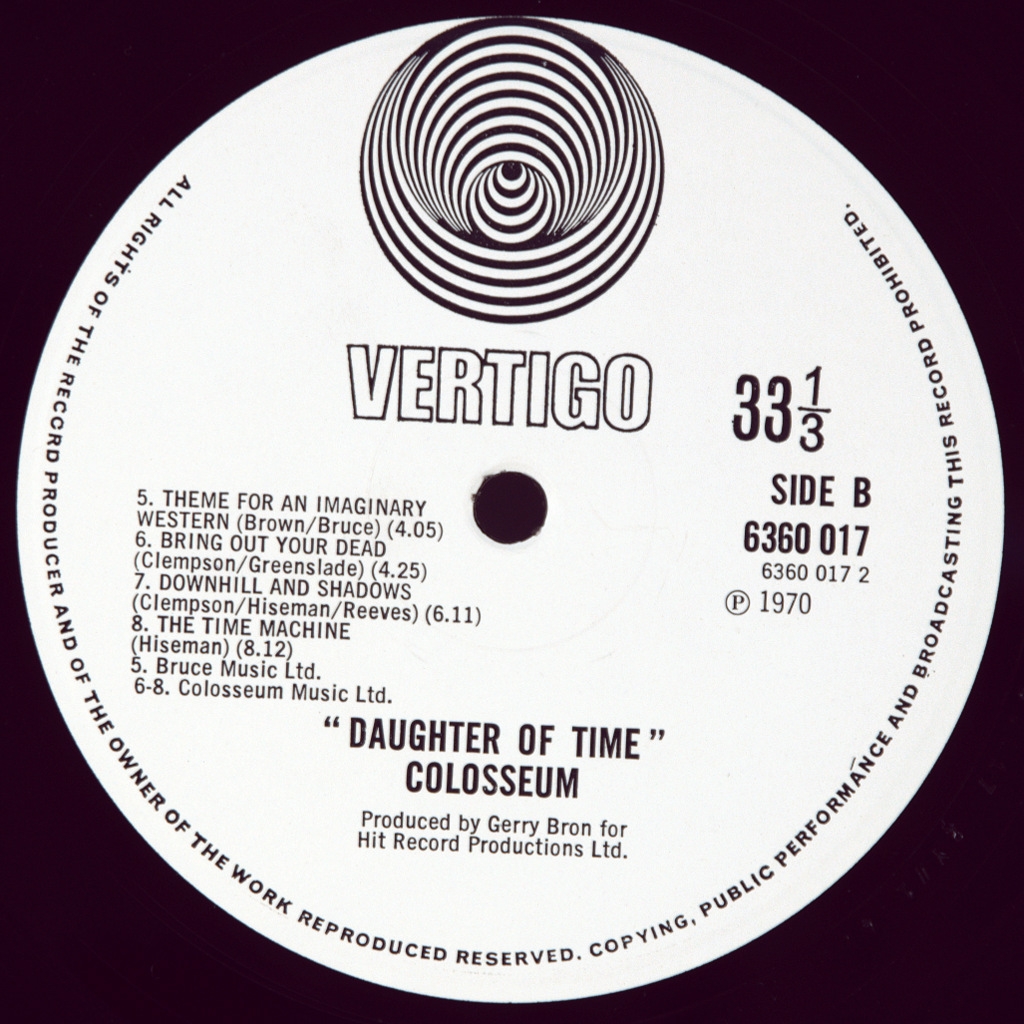 VERTIGO
33 1/3
SIDE B
6360 017
6360 017 2
℗ 1970
5. THEME FOR AN IMAGINARY
WESTERN (Brown/Bruce) (4.05)
6. BRING OUT YOUR DEAD
(Clempson/Greenslade) (4.25)
7. DOWNHILL AND SHADOWS
(Clempson/Hiseman/Reeves) (6.11)
8. THE TIME MACHINE
(Hiseman) (8.12)
5. Bruce Music Ltd.
6-8. Colosseum Music Ltd.
“ DAUGHTER OF TIME ”
COLOSSEUM
Produced by Gerry Bron for
Hit Record Productions Ltd.
ALL RIGHTS OF THE RECORD PRODUCER AND OF THE OWNER OF THE WORK REPRODUCED RESERVED. COPYING, PUBLIC PERFORMANCE AND BROADCASTING THIS RECORD PROHIBITED.